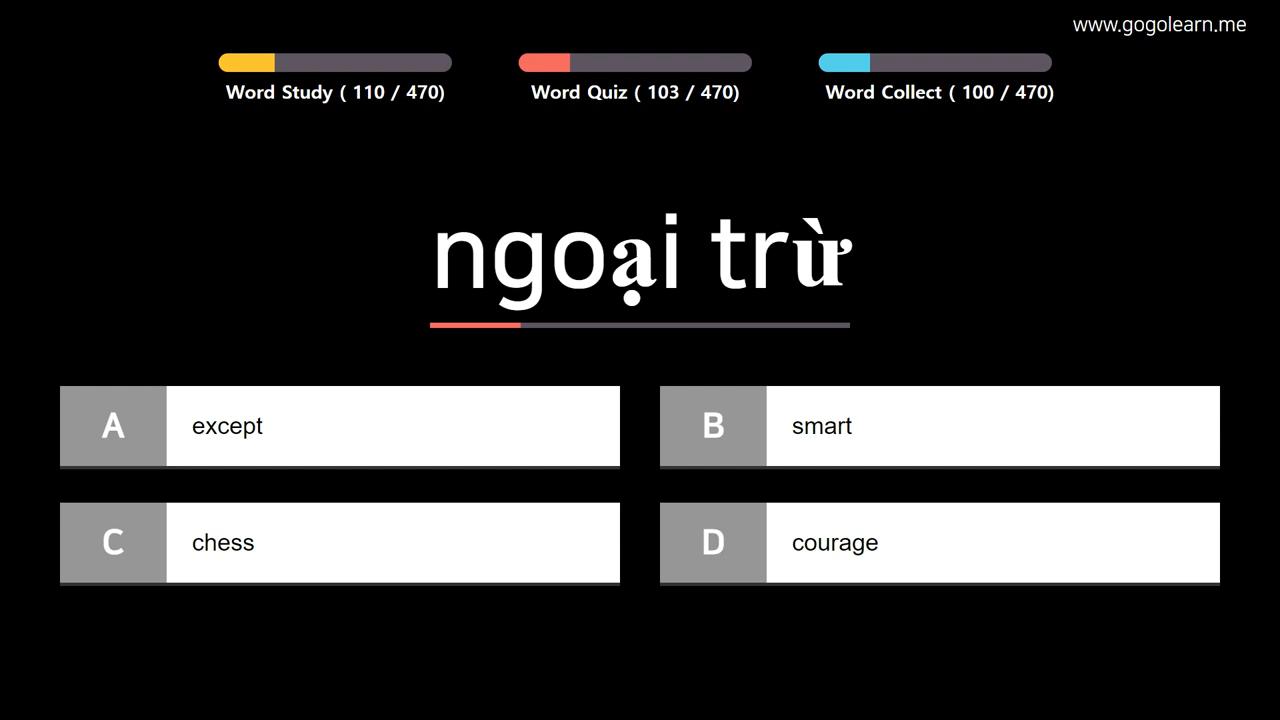 www.gogolearn.me
Word Study ( 110 / 470)
Word Quiz ( 103 / 470)
Word Collect ( 100 / 470)
ngoại trừ
A except
B smart
C chess
D courage